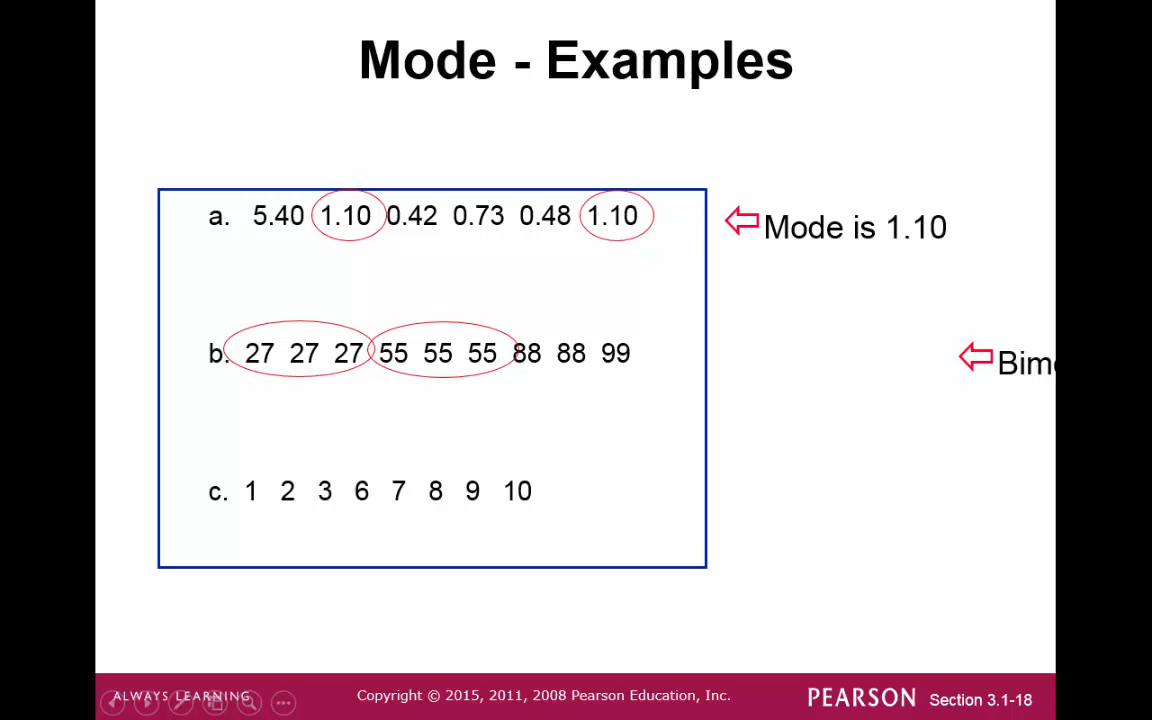 Mode - Examples
a. 5.40 1.10 0.42 0.73 0.48 1.10
Mode is 1.10
b. 27 27 27 55 55 55 88 88 99
c. 1 2 3 6 7 8 9 10
ALWAYS LEARNING
Copyright © 2015, 2011, 2008 Pearson Education, Inc.
PEARSON
Section 3.1-18